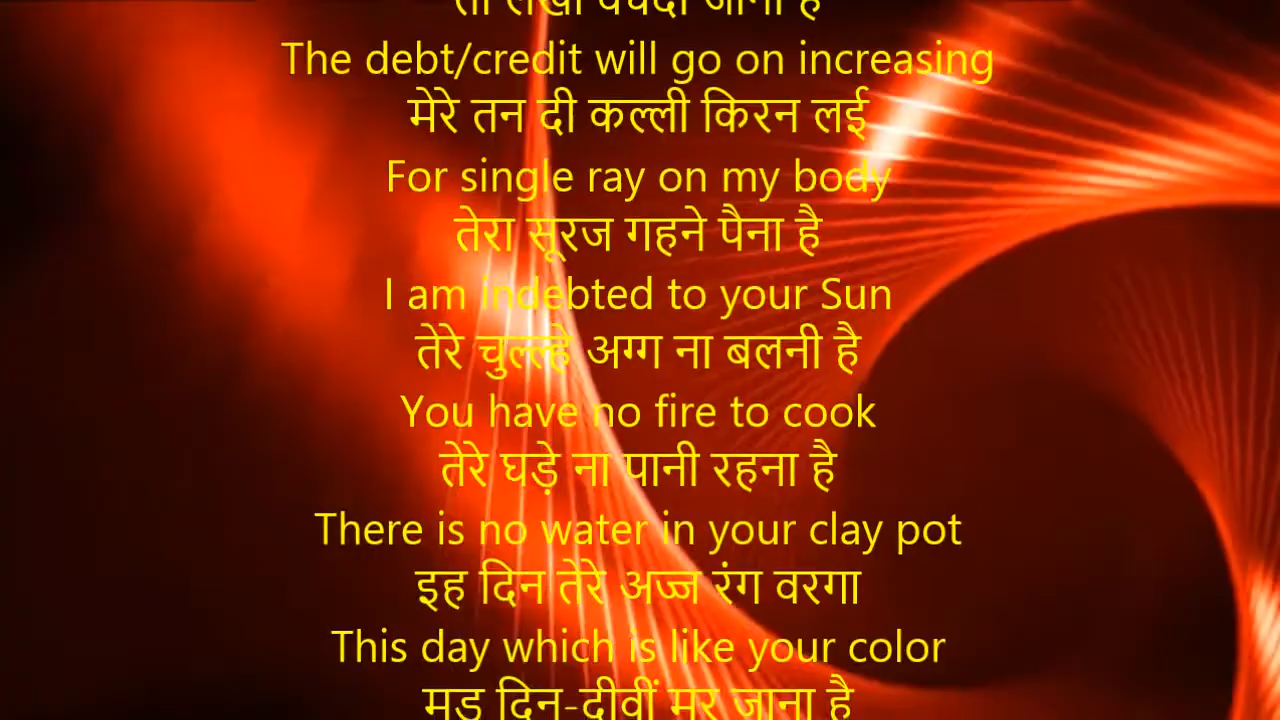 तां लेखा वधदा जाना है
The debt/credit will go on increasing
मेरे तन दी कल्ली किरन लई
For single ray on my body
तेरा सूरज गहने पैना है
I am indebted to your Sun
तेरे चुल्ल्हे अग्ग ना बलनी है
You have no fire to cook
तेरे घड़े ना पानी रहना है
There is no water in your clay pot
इह दिन तेरे अज्ज रंग वरगा
This day which is like your color
मुड़ दिन-दीवीं मर जाना है